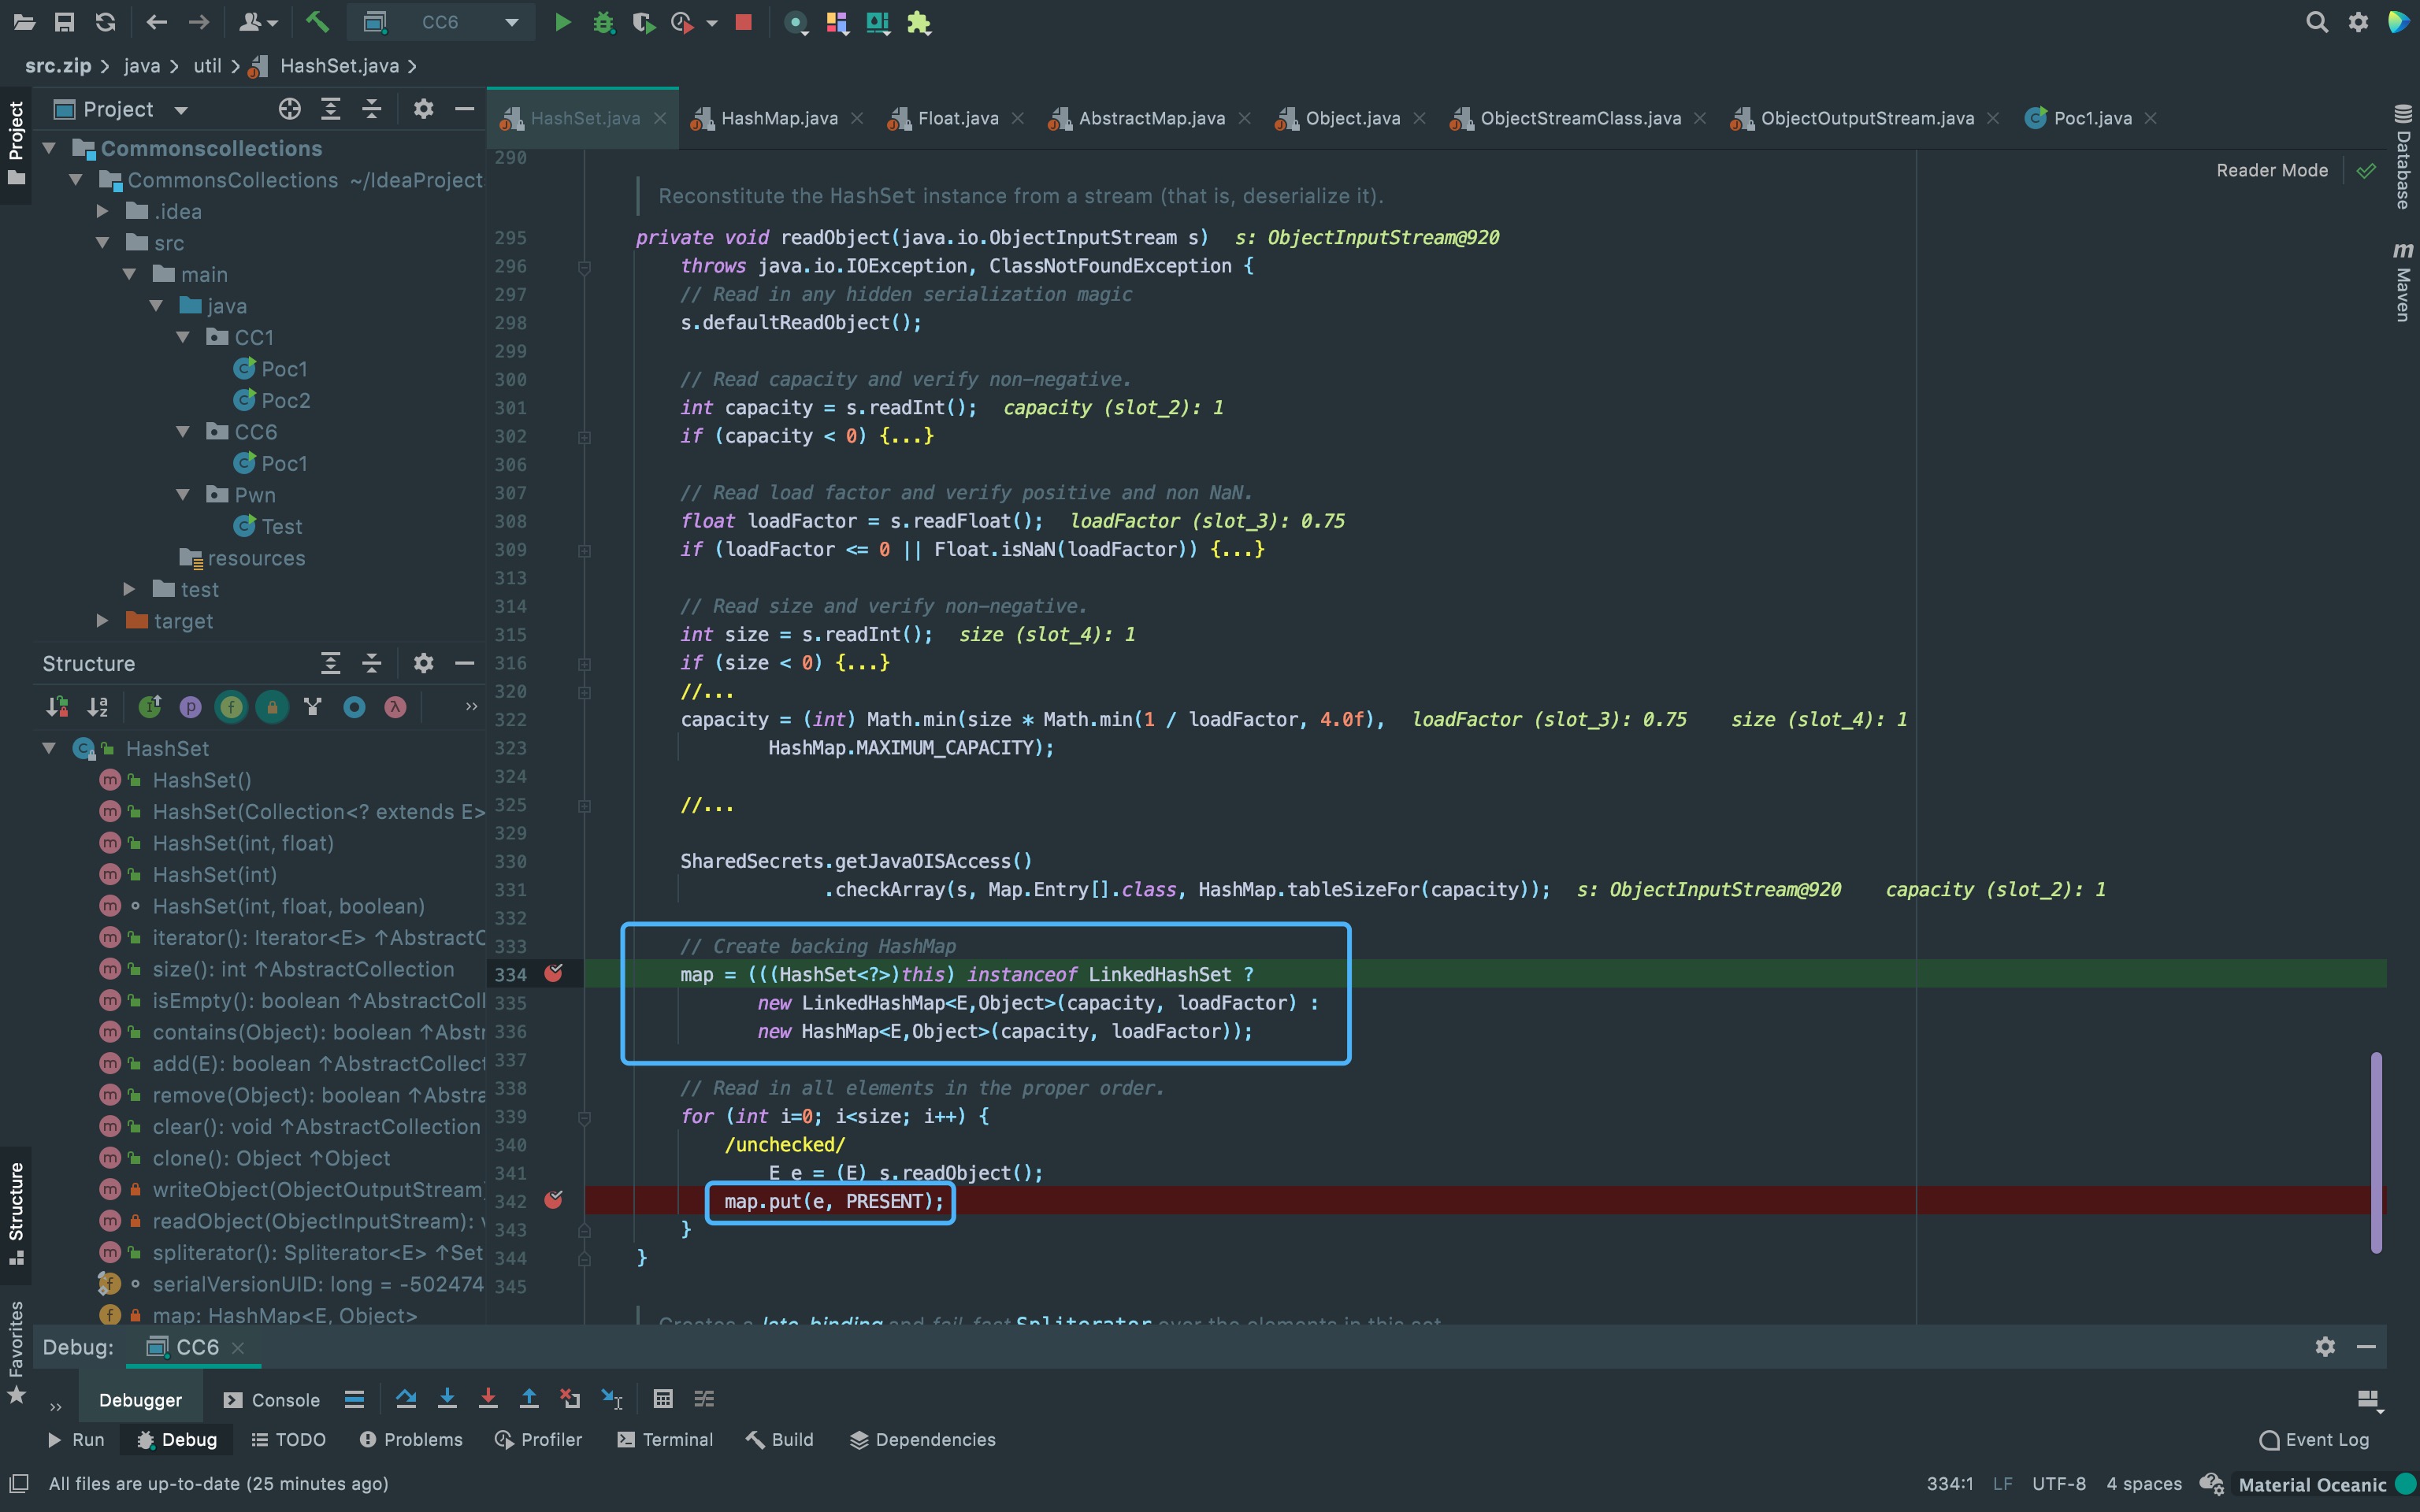 CC6
src.zip
java
util
HashSet.java
Project
Commonscollections
CommonsCollections ~/IdeaProject
.idea
src
main
java
CC1
Poc1
Poc2
CC6
Poc1
Pwn
Test
resources
test
target
Structure
HashSet
HashSet()
HashSet(Collection<? extends E>
HashSet(int, float)
HashSet(int)
HashSet(int, float, boolean)
iterator(): Iterator<E> ↑AbstractC
size(): int ↑AbstractCollection
isEmpty(): boolean ↑AbstractColl
contains(Object): boolean ↑Abstr
add(E): boolean ↑AbstractCollect
remove(Object): boolean ↑Abstra
clear(): void ↑AbstractCollection
clone(): Object ↑Object
writeObject(ObjectOutputStream)
readObject(ObjectInputStream): v
spliterator(): Spliterator<E> ↑Set
serialVersionUID: long = -502474
map: HashMap<E, Object>
Project
Structure
Favorites
HashSet.java
HashMap.java
Float.java
AbstractMap.java
Object.java
ObjectStreamClass.java
ObjectOutputStream.java
Poc1.java
Reader Mode
Database
m Maven
290
Reconstitute the HashSet instance from a stream (that is, deserialize it).
295 private void readObject(java.io.ObjectInputStream s) s: ObjectInputStream@920
296 throws java.io.IOException, ClassNotFoundException {
297 // Read in any hidden serialization magic
298 s.defaultReadObject();
299
300 // Read capacity and verify non-negative.
301 int capacity = s.readInt(); capacity (slot_2): 1
302 if (capacity < 0) {...}
306
307 // Read load factor and verify positive and non NaN.
308 float loadFactor = s.readFloat(); loadFactor (slot_3): 0.75
309 if (loadFactor <= 0 || Float.isNaN(loadFactor)) {...}
313
314 // Read size and verify non-negative.
315 int size = s.readInt(); size (slot_4): 1
316 if (size < 0) {...}
320 //...
322 capacity = (int) Math.min(size * Math.min(1 / loadFactor, 4.0f), loadFactor (slot_3): 0.75 size (slot_4): 1
323 HashMap.MAXIMUM_CAPACITY);
324
325 //...
329
330 SharedSecrets.getJavaOISAccess()
331 .checkArray(s, Map.Entry[].class, HashMap.tableSizeFor(capacity)); s: ObjectInputStream@920 capacity (slot_2): 1
332
333 // Create backing HashMap
334 map = (((HashSet<?>)this) instanceof LinkedHashSet ?
335 new LinkedHashMap<E,Object>(capacity, loadFactor) :
336 new HashMap<E,Object>(capacity, loadFactor));
337
338 // Read in all elements in the proper order.
339 for (int i=0; i<size; i++) {
340 /unchecked/
341 E e = (E) s.readObject();
342 map.put(e, PRESENT);
343 }
344 }
345
Creates a late-binding and fail-fast Spliterator over the elements in this set.
Debug: CC6
Debugger
Console
Run
Debug
TODO
Problems
Profiler
Terminal
Build
Dependencies
Event Log
All files are up-to-date (25 minutes ago)
334:1 LF UTF-8 4 spaces Material Oceanic